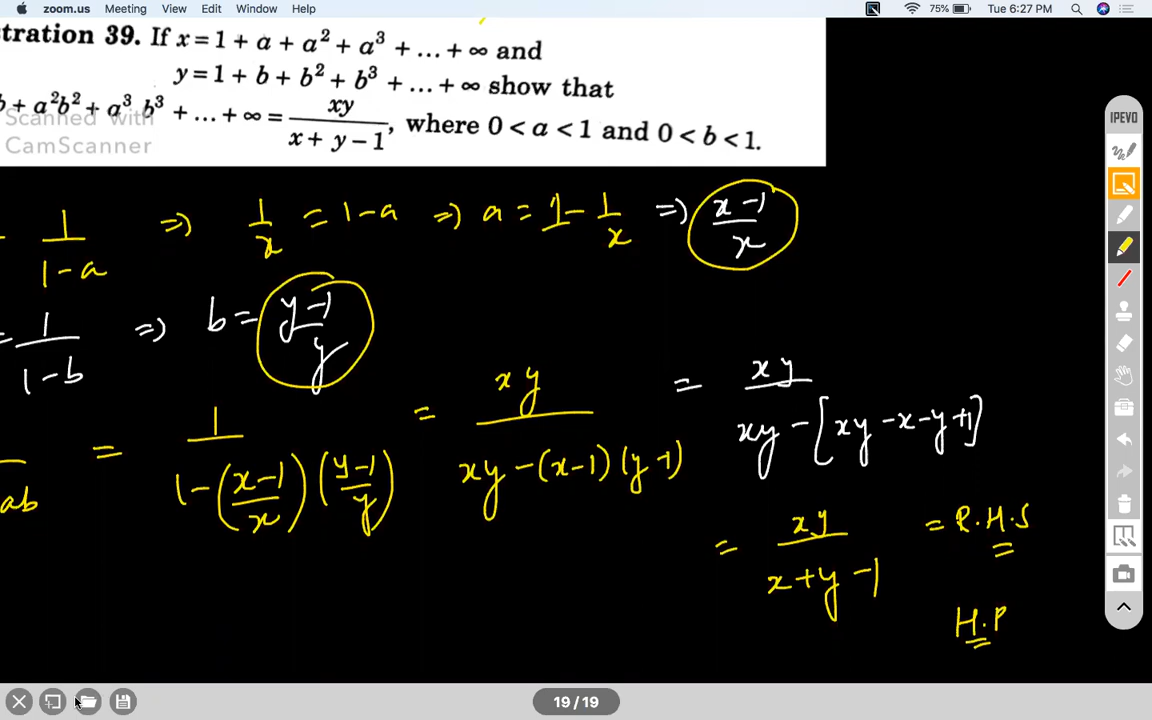 zoom.us Meeting View Edit Window Help 75% Tue 6:27 PM
tration 39. If x = 1 + a + a² + a³ + ... + ∞ and
y = 1 + b + b² + b³ + ... + ∞ show that
b + a²b² + a³ b³ + ... + ∞ = xy / (x + y − 1), where 0 < a < 1 and 0 < b < 1.
Scanned with
CamScanner
IPEVO
1/(1−a) ⇒ 1/x = 1−a ⇒ a = 1 − 1/x ⇒ (x−1)/x
= 1/(1−b) ⇒ b = (y−1)/y
ab = 1/(1−((x−1)/x)((y−1)/y)) = xy/(xy−(x−1)(y−1)) = xy/(xy−[xy−x−y+1])
= xy/(x+y−1) = R.H.S
H.P
19 / 19